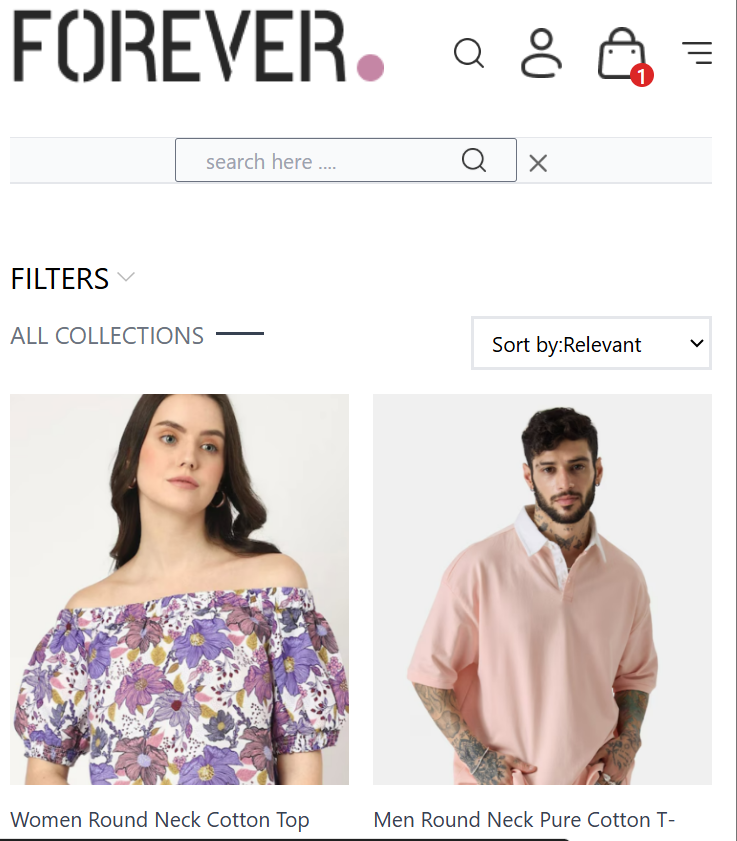 FOREVER.
1
search here ....
FILTERS
ALL COLLECTIONS
Sort by:Relevant
Women Round Neck Cotton Top
Men Round Neck Pure Cotton T-